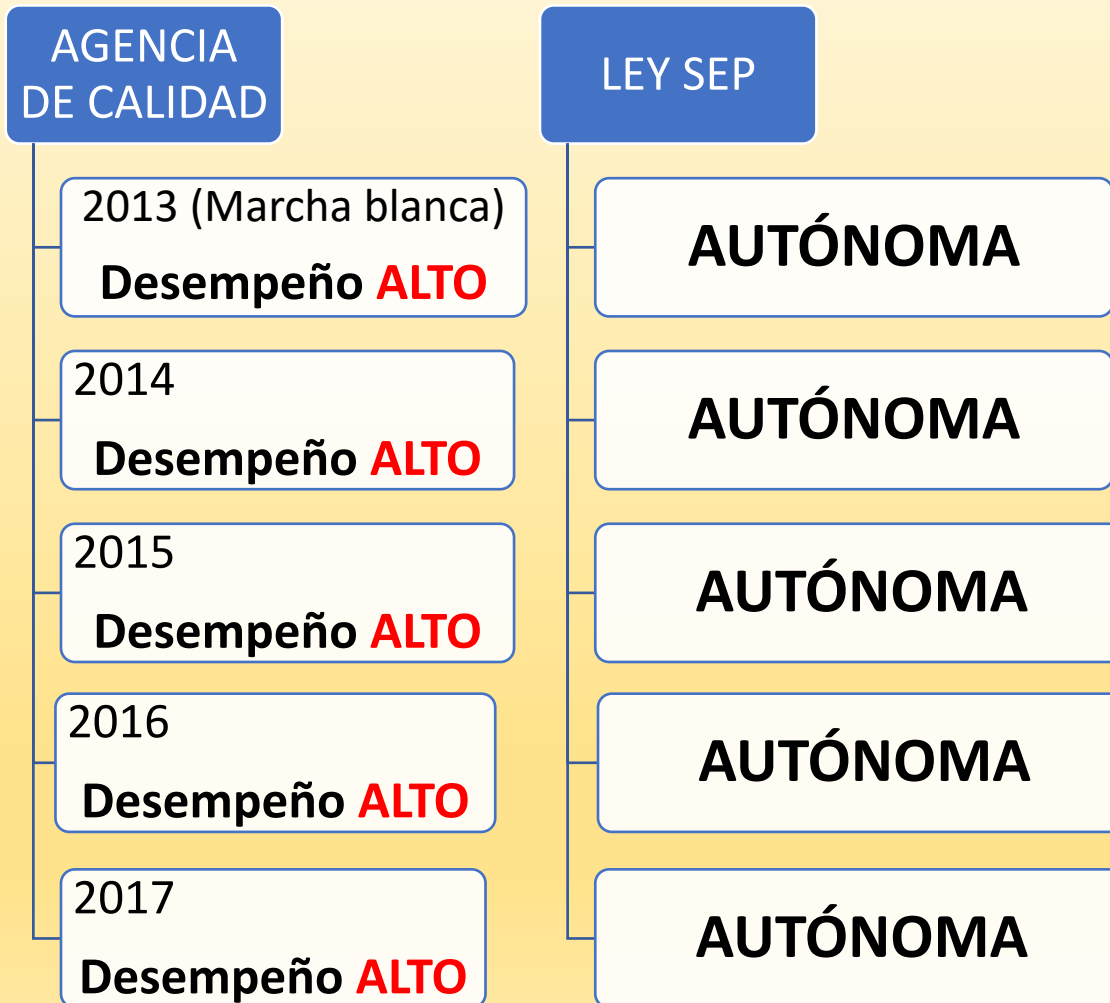 AGENCIA
DE CALIDAD
2013 (Marcha blanca)
Desempeño ALTO
2014
Desempeño ALTO
2015
Desempeño ALTO
2016
Desempeño ALTO
2017
Desempeño ALTO
LEY SEP
AUTÓNOMA
AUTÓNOMA
AUTÓNOMA
AUTÓNOMA
AUTÓNOMA